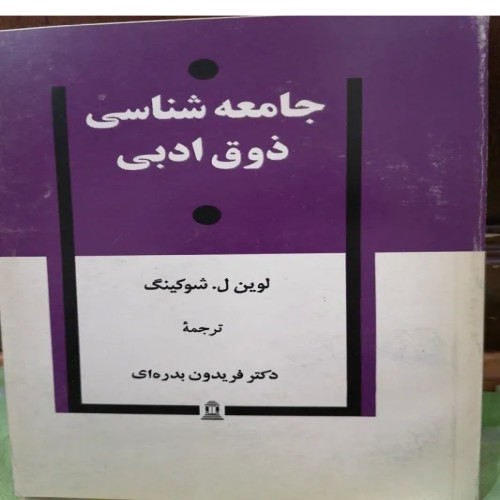 جامعه شناسی
ذوق ادبی
لوین ل. شوکینگ
ترجمهٔ
دکتر فریدون بدره‌ای